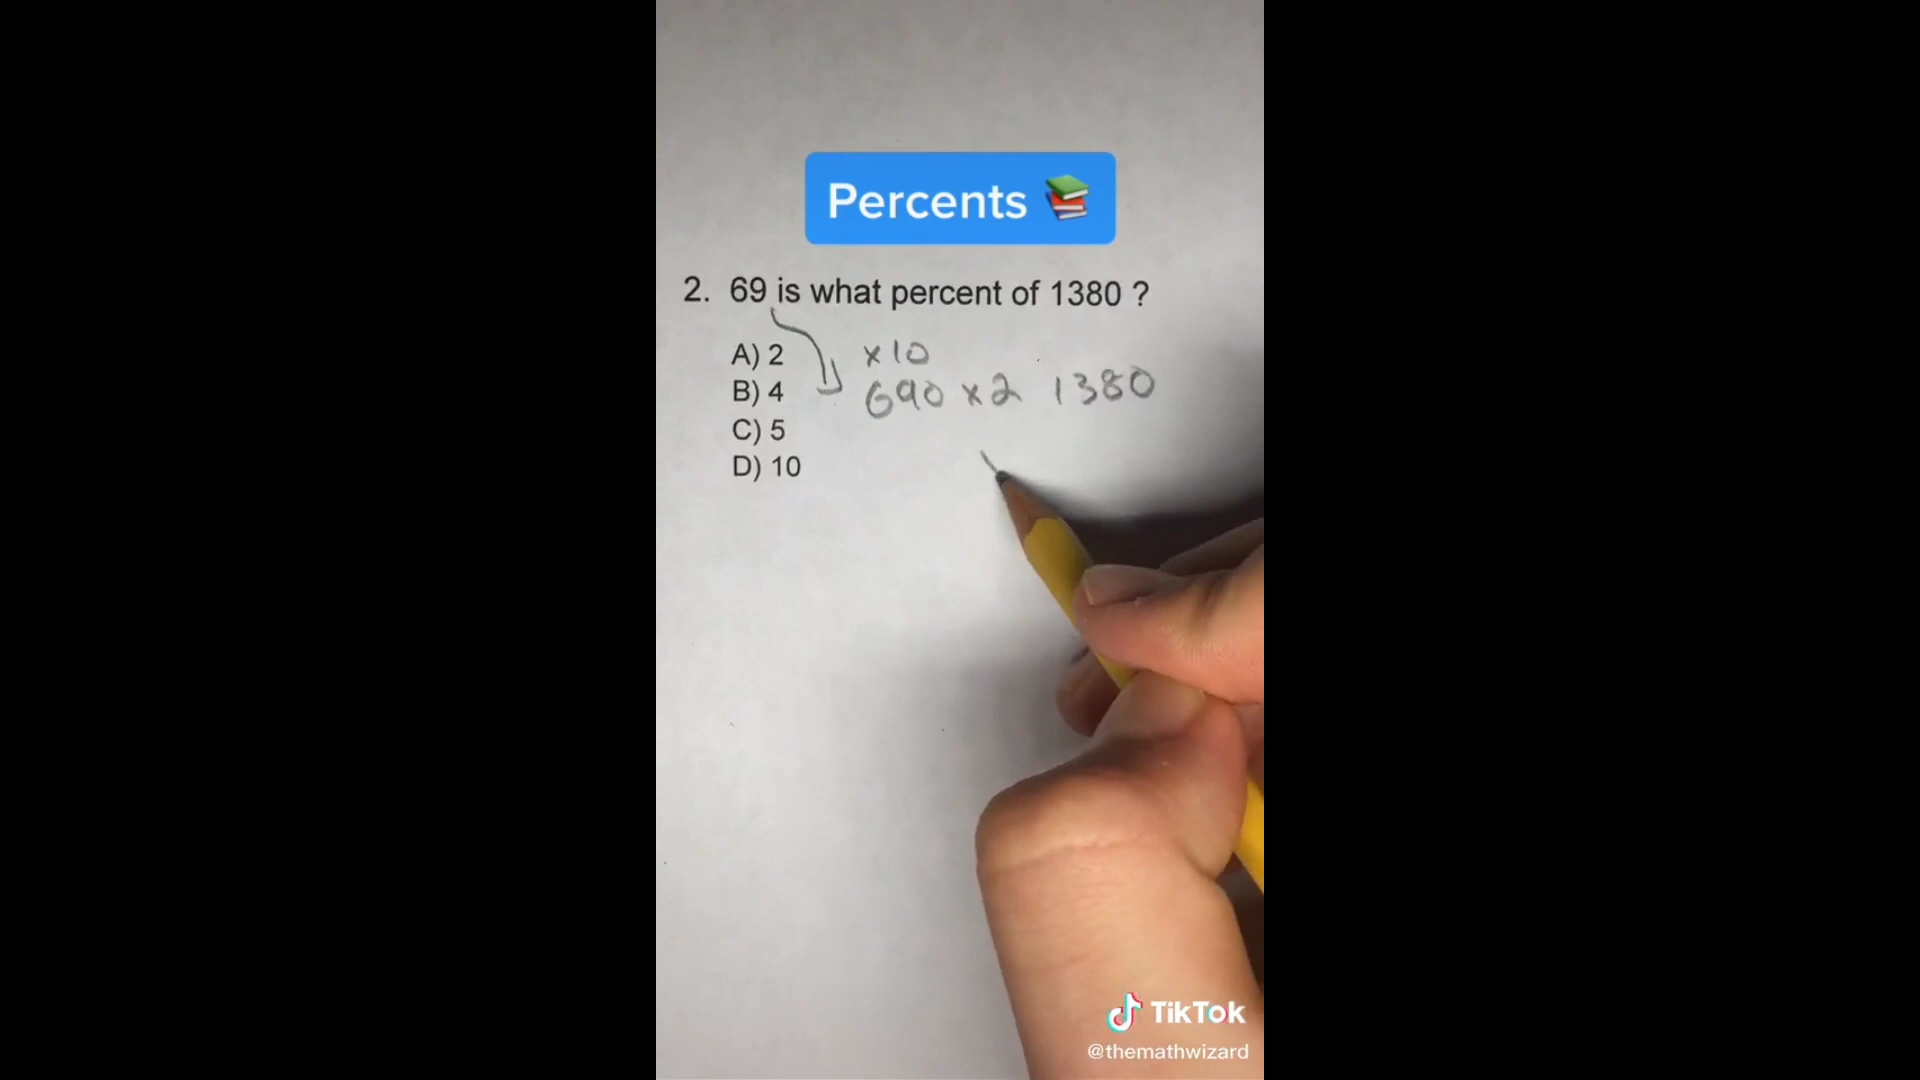 Percents 📚
2. 69 is what percent of 1380 ?
A) 2
x10
B) 4
690 x2 1380
C) 5
D) 10
TikTok
@themathwizard